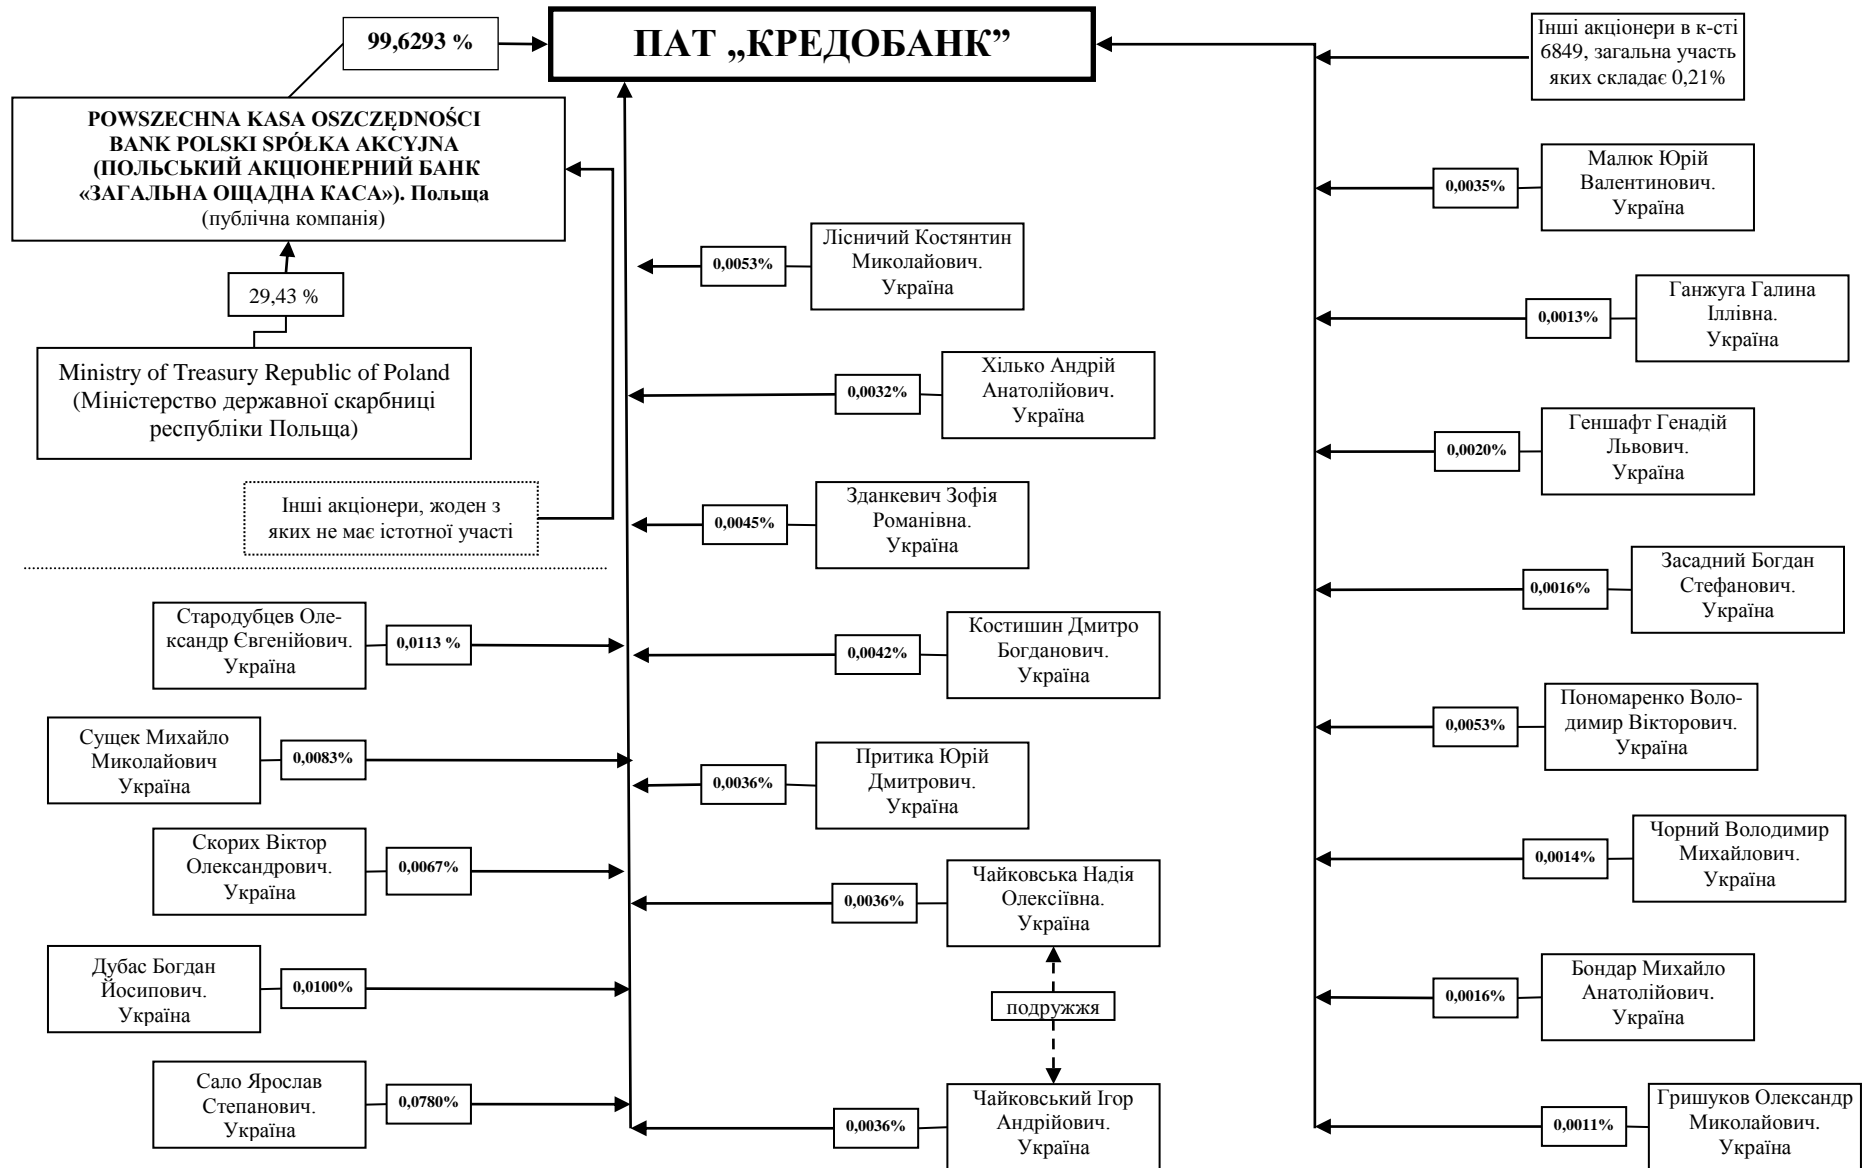 99,6293 %
ПАТ „КРЕДОБАНК”
Інші акціонери в к-сті
6849, загальна участь
яких складає 0,21%
POWSZECHNA KASA OSZCZĘDNOŚCI
BANK POLSKI SPÓŁKA AKCYJNA
(ПОЛЬСЬКИЙ АКЦІОНЕРНИЙ БАНК
«ЗАГАЛЬНА ОЩАДНА КАСА»). Польща
(публічна компанія)
29,43 %
Ministry of Treasury Republic of Poland
(Міністерство державної скарбниці
республіки Польща)
Інші акціонери, жоден з
яких не має істотної участі
Стародубцев Оле-
ксандр Євгенійович.
Україна
0,0113 %
Сущек Михайло
Миколайович
Україна
0,0083%
Скорих Віктор
Олександрович.
Україна
0,0067%
Дубас Богдан
Йосипович.
Україна
0,0100%
Сало Ярослав
Степанович.
Україна
0,0780%
0,0053%
Лісничий Костянтин
Миколайович.
Україна
0,0032%
Хілько Андрій
Анатолійович.
Україна
0,0045%
Зданкевич Зофія
Романівна.
Україна
0,0042%
Костишин Дмитро
Богданович.
Україна
0,0036%
Притика Юрій
Дмитрович.
Україна
0,0036%
Чайковська Надія
Олексіївна.
Україна
подружжя
0,0036%
Чайковський Ігор
Андрійович.
Україна
0,0035%
Малюк Юрій
Валентинович.
Україна
0,0013%
Ганжуга Галина
Іллівна.
Україна
0,0020%
Геншафт Генадій
Львович.
Україна
0,0016%
Засадний Богдан
Стефанович.
Україна
0,0053%
Пономаренко Воло-
димир Вікторович.
Україна
0,0014%
Чорний Володимир
Михайлович.
Україна
0,0016%
Бондар Михайло
Анатолійович.
Україна
0,0011%
Гришуков Олександр
Миколайович.
Україна